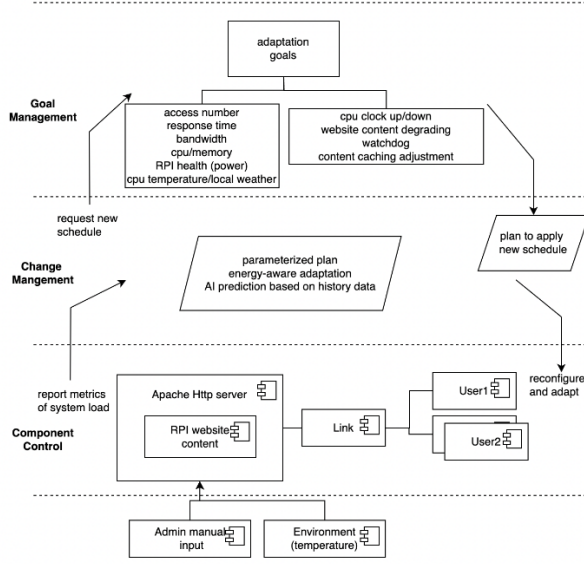 adaptation
goals
Goal
Management
access number
response time
bandwidth
cpu/memory
RPI health (power)
cpu temperature/local weather
cpu clock up/down
website content degrading
watchdog
content caching adjustment
request new
schedule
plan to apply
new schedule
Change
Mangement
parameterized plan
energy-aware adaptation
AI prediction based on history data
report metrics
of system load
Component
Control
Apache Http server
RPI website
content
Link
User1
User2
reconfigure
and adapt
Admin manual
input
Environment
(temperature)